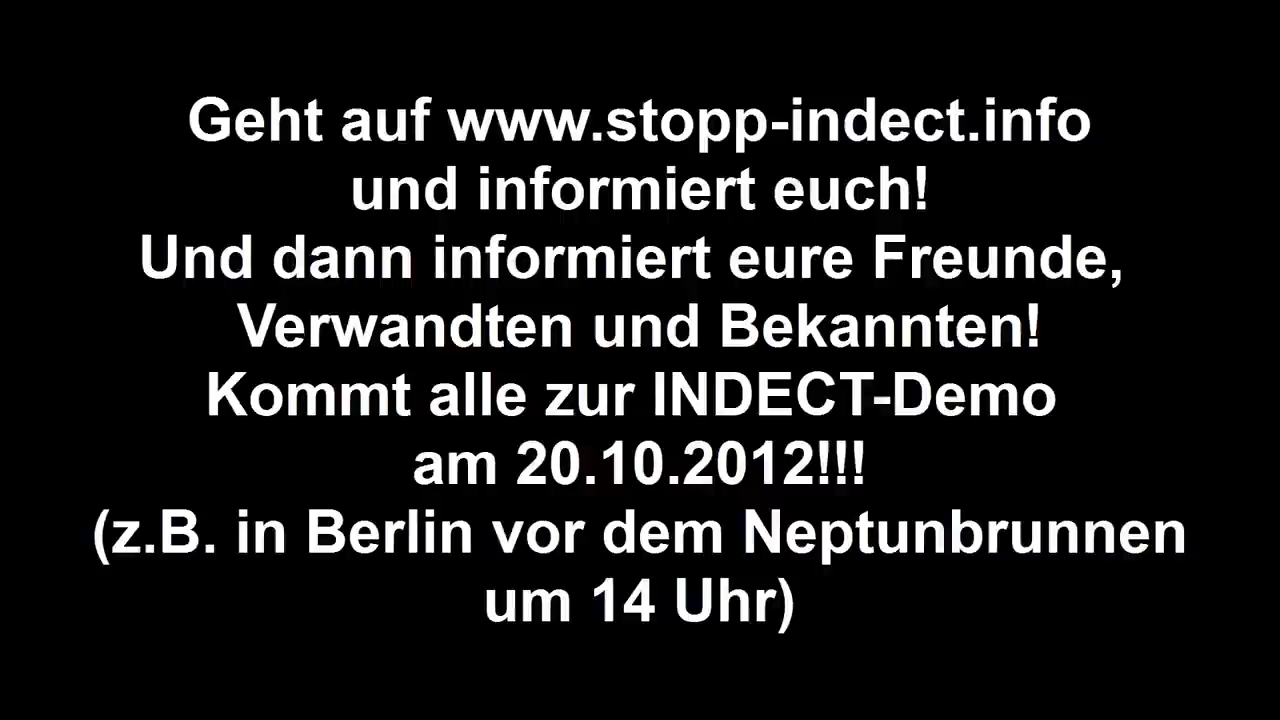 Geht auf www.stopp-indect.info
und informiert euch!
Und dann informiert eure Freunde,
Verwandten und Bekannten!
Kommt alle zur INDECT-Demo
am 20.10.2012!!!
(z.B. in Berlin vor dem Neptunbrunnen
um 14 Uhr)